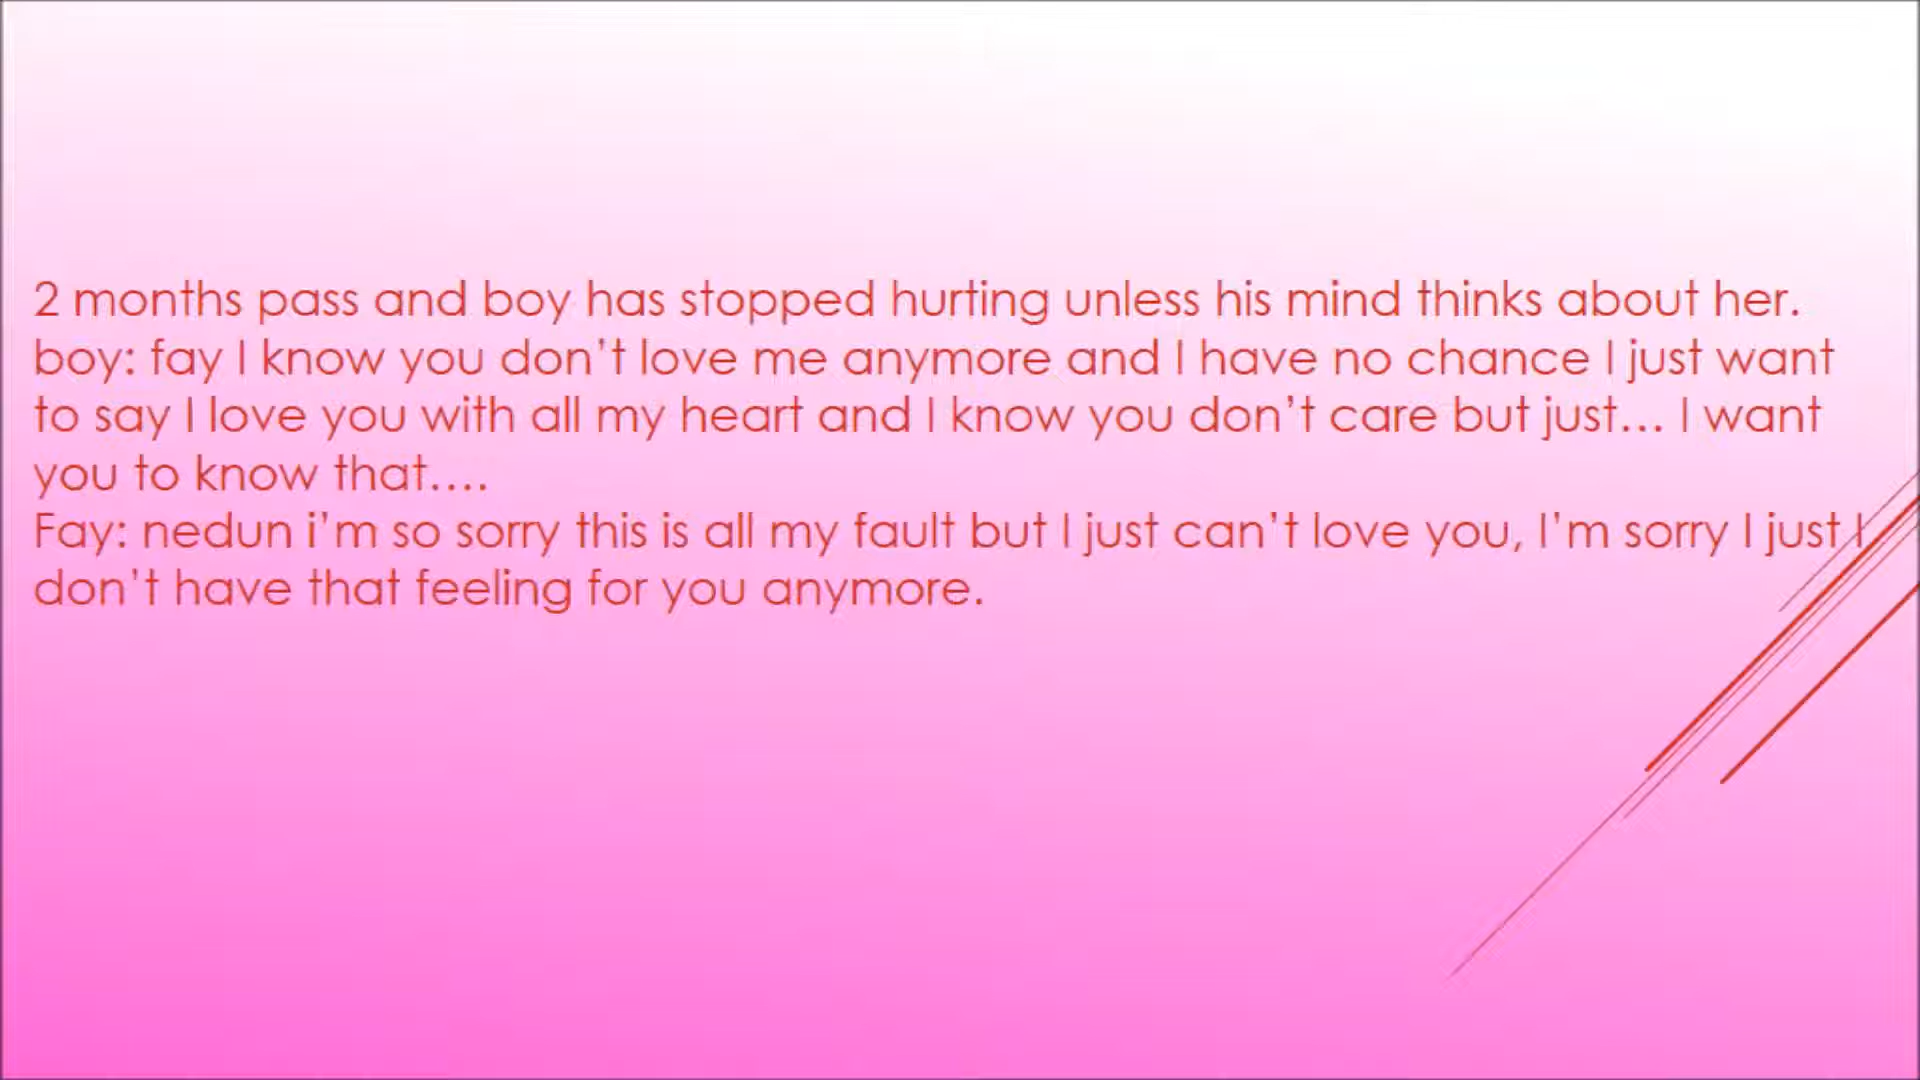 2 months pass and boy has stopped hurting unless his mind thinks about her.
boy: fay I know you don’t love me anymore and I have no chance I just want
to say I love you with all my heart and I know you don’t care but just... I want
you to know that....
Fay: nedun i’m so sorry this is all my fault but I just can’t love you, I’m sorry I just I
don’t have that feeling for you anymore.